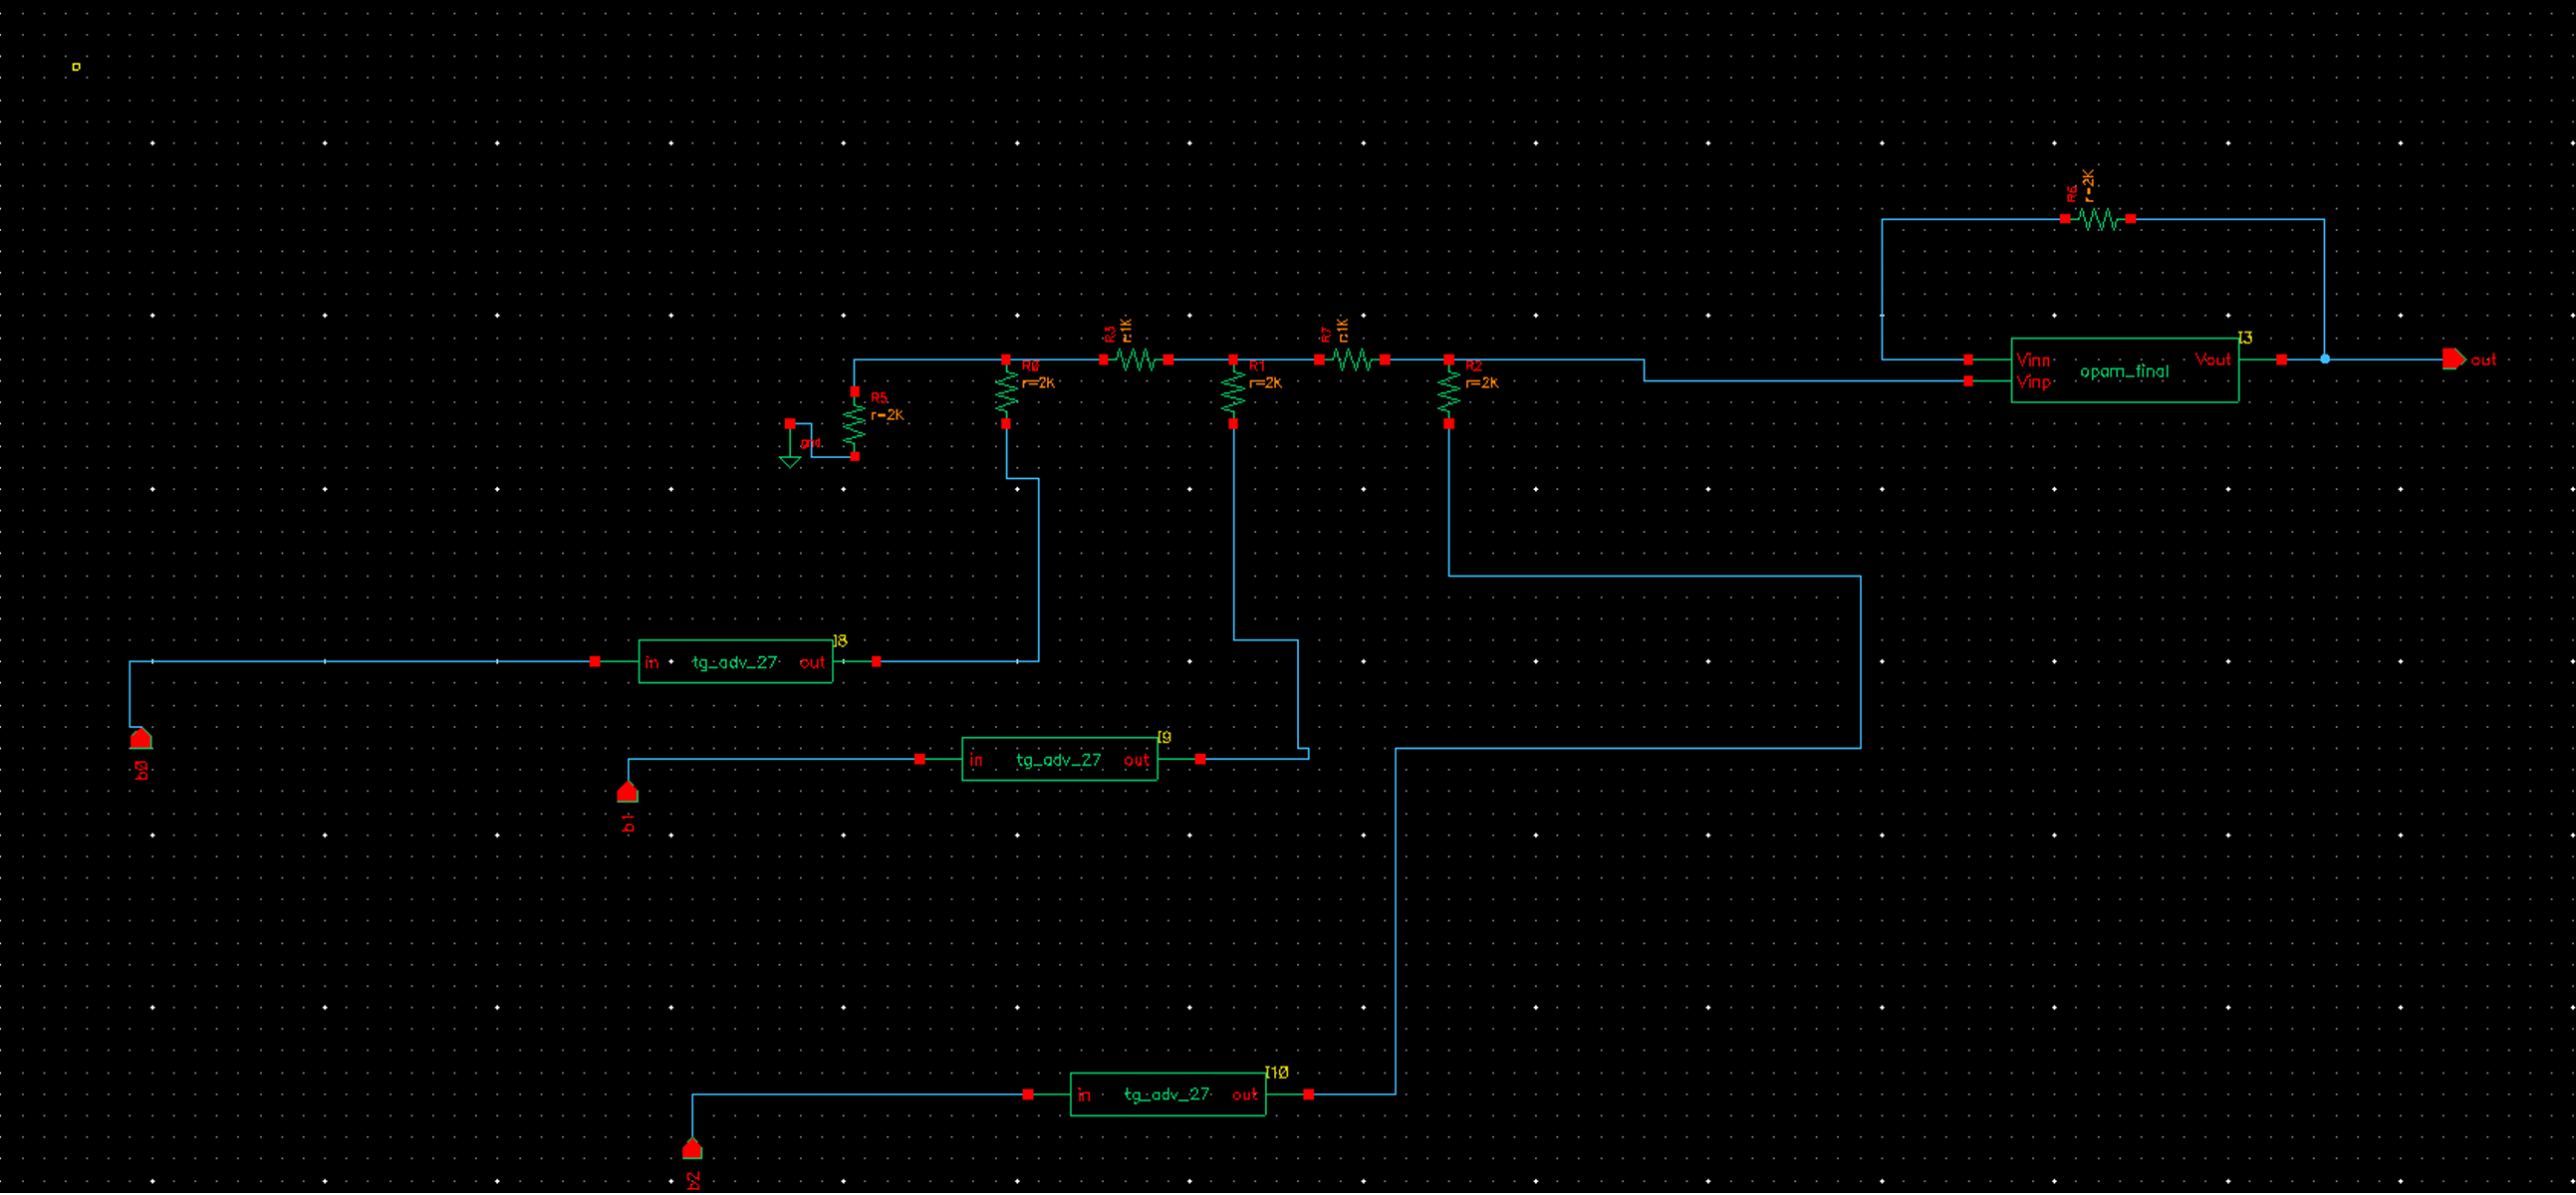 R6
r=2K
R3
r=1K
R7
r=1K
I3
Vinn
Vout
out
R0
R1
R2
opam_final
Vinp
r=2K
r=2K
r=2K
R5
r=2K
gnd
I8
in
tg_adv_27
out
b0
I9
in
tg_adv_27
out
b1
I10
in
tg_adv_27
out
b2